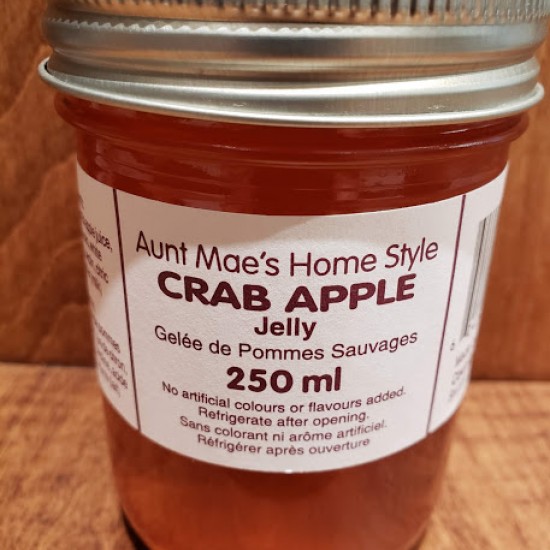 Aunt Mae's Home Style
CRAB APPLE
Jelly
Gelée de Pommes Sauvages
250 ml
No artificial colours or flavours added.
Refrigerate after opening.
Sans colorant ni arôme artificiel.
Réfrigérer après ouverture